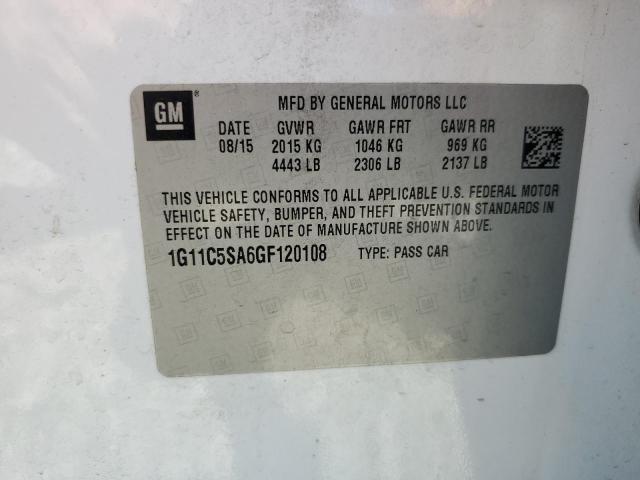 GM ®
MFD BY GENERAL MOTORS LLC
DATE GVWR GAWR FRT GAWR RR
08/15 2015 KG 1046 KG 969 KG
4443 LB 2306 LB 2137 LB
THIS VEHICLE CONFORMS TO ALL APPLICABLE U.S. FEDERAL MOTOR
VEHICLE SAFETY, BUMPER, AND THEFT PREVENTION STANDARDS IN
EFFECT ON THE DATE OF MANUFACTURE SHOWN ABOVE.
1G11C5SA6GF120108 TYPE: PASS CAR